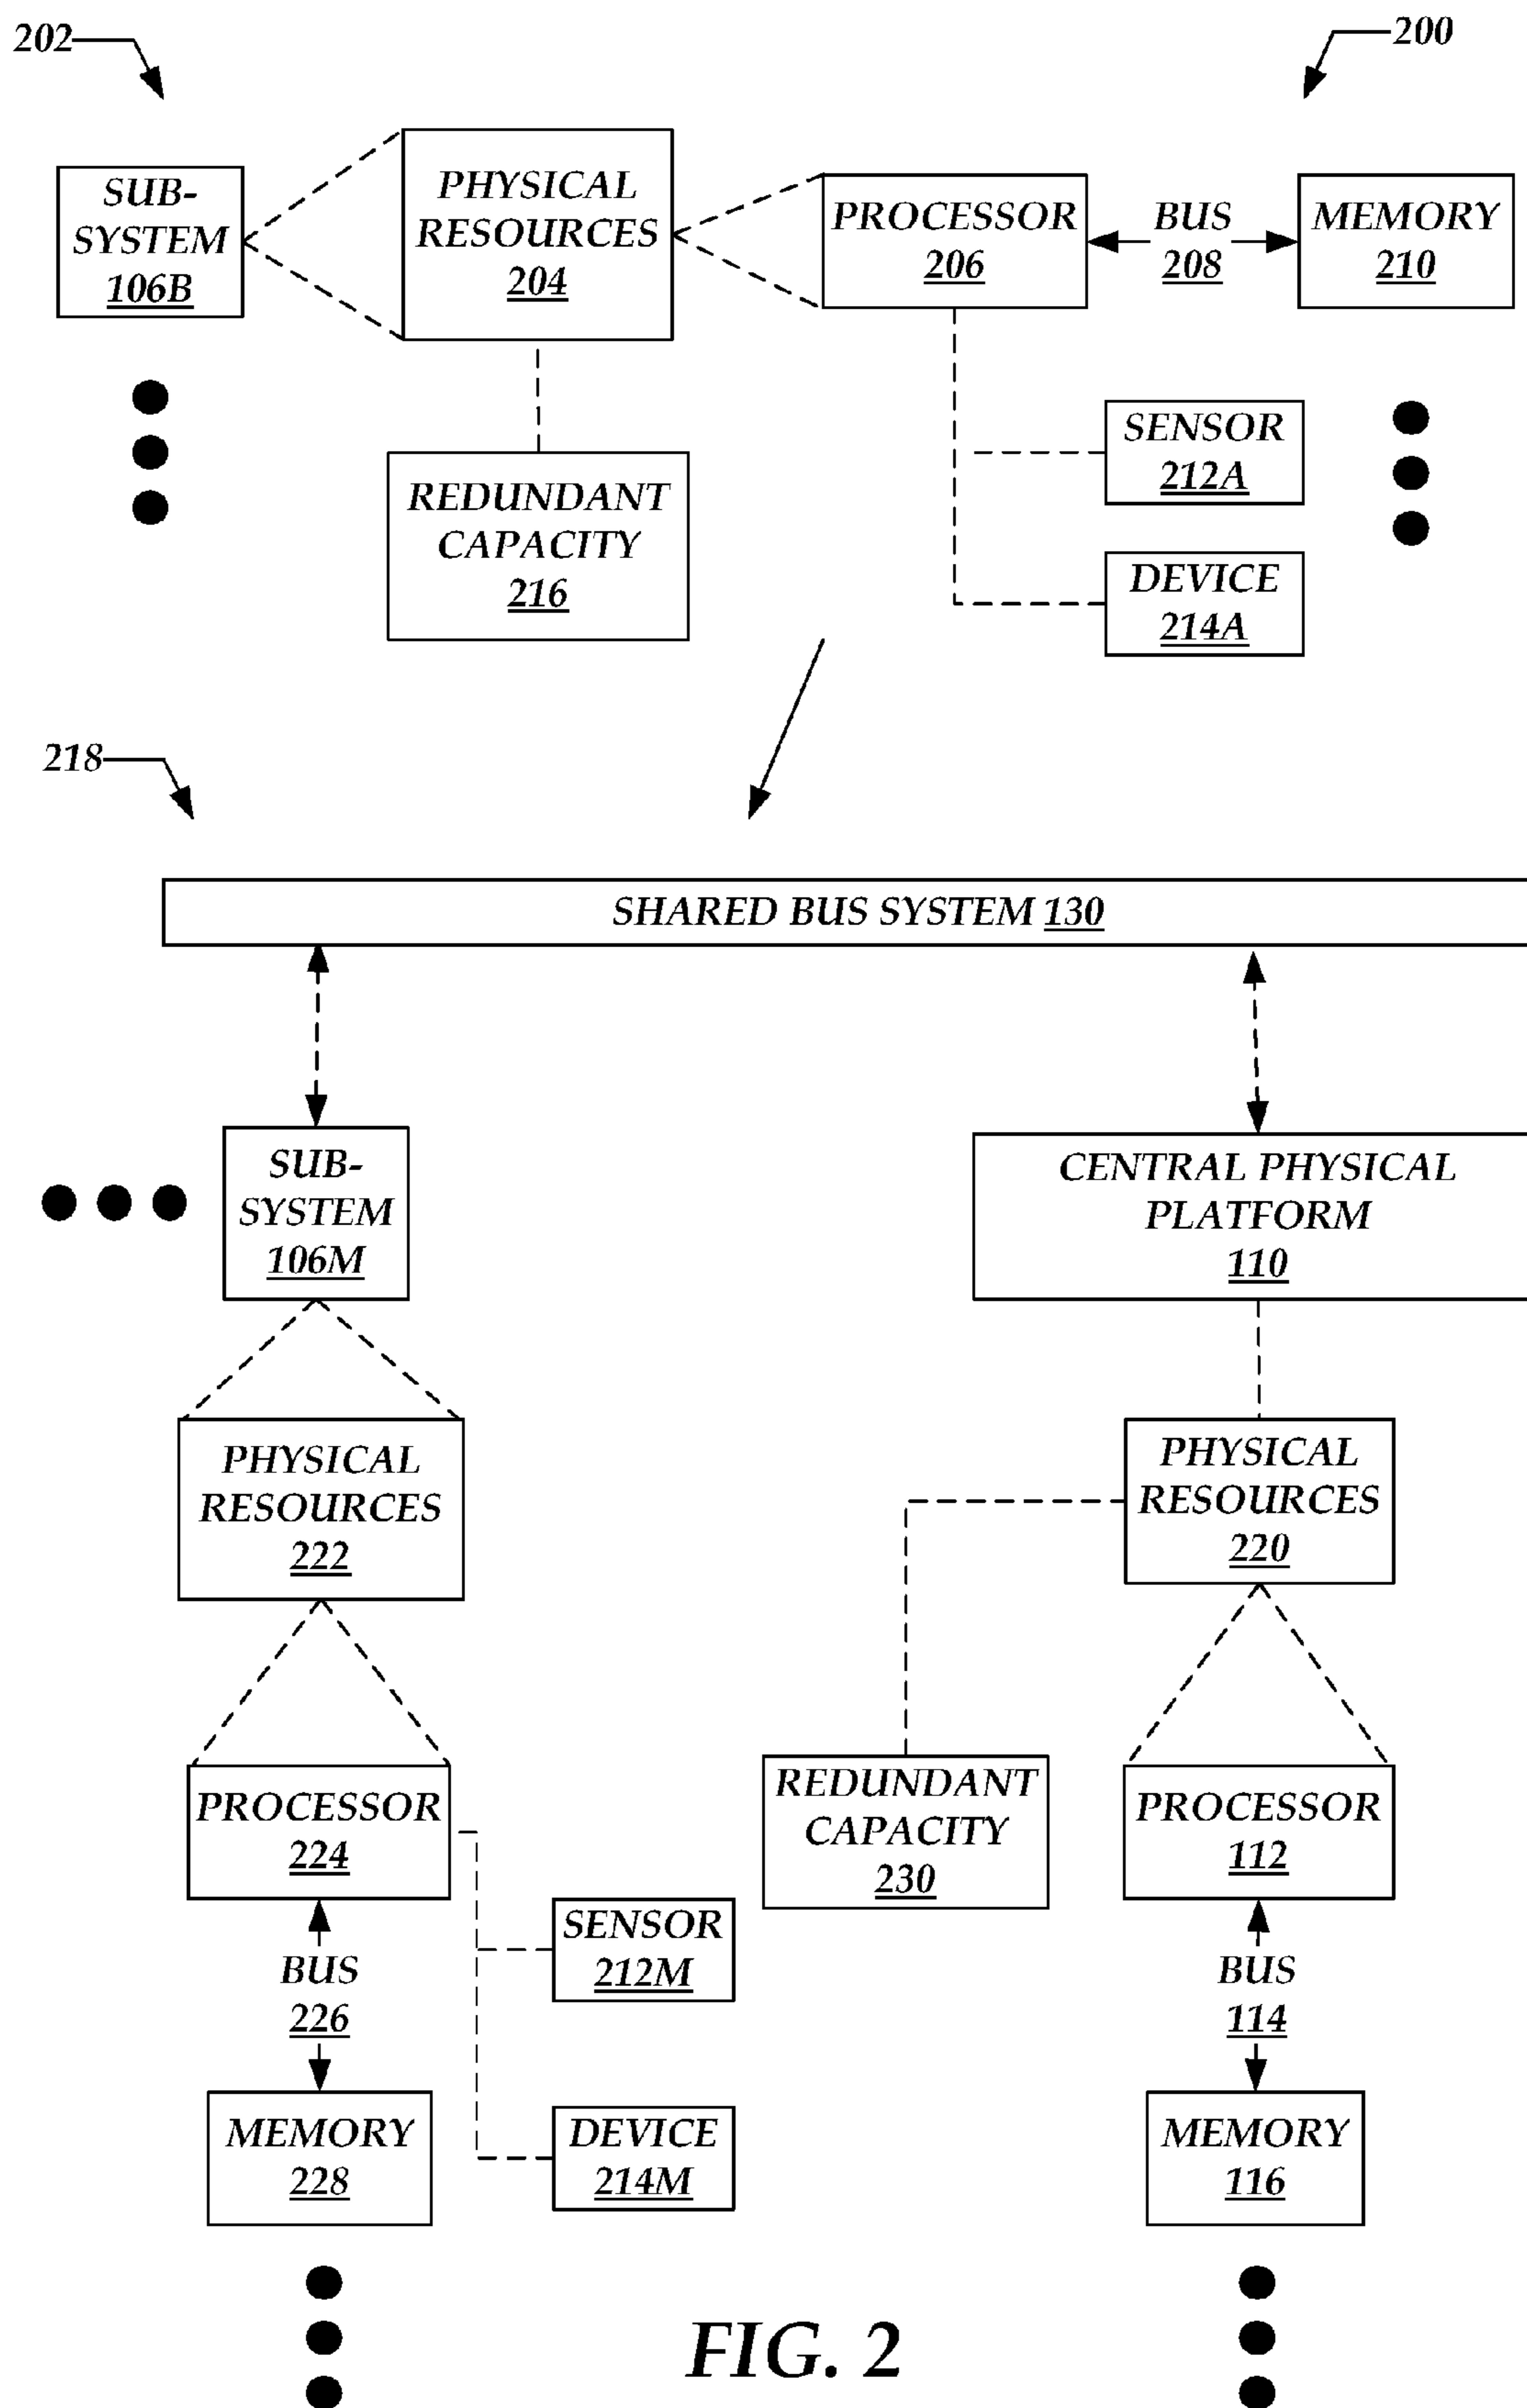 202
200
SUB-
SYSTEM
106B
PHYSICAL
RESOURCES
204
PROCESSOR
206
BUS
208
MEMORY
210
REDUNDANT
CAPACITY
216
SENSOR
212A
DEVICE
214A
218
SHARED BUS SYSTEM 130
SUB-
SYSTEM
106M
CENTRAL PHYSICAL
PLATFORM
110
PHYSICAL
RESOURCES
222
PHYSICAL
RESOURCES
220
PROCESSOR
224
REDUNDANT
CAPACITY
230
PROCESSOR
112
BUS
226
SENSOR
212M
BUS
114
MEMORY
228
DEVICE
214M
MEMORY
116
FIG. 2